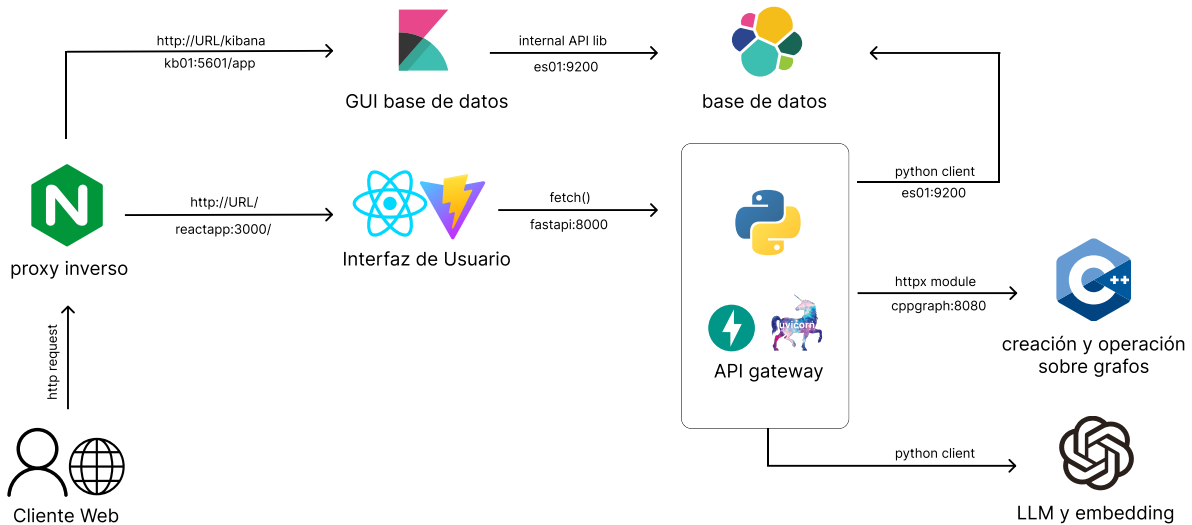 http://URL/kibana
kb01:5601/app
internal API lib
es01:9200
GUI base de datos
base de datos
N
http://URL/
reactapp:3000/
fetch()
fastapi:8000
python client
es01:9200
proxy inverso
Interfaz de Usuario
httpx module
cppgraph:8080
C++
uvicorn
creación y operación
sobre grafos
API gateway
http request
python client
Cliente Web
LLM y embedding